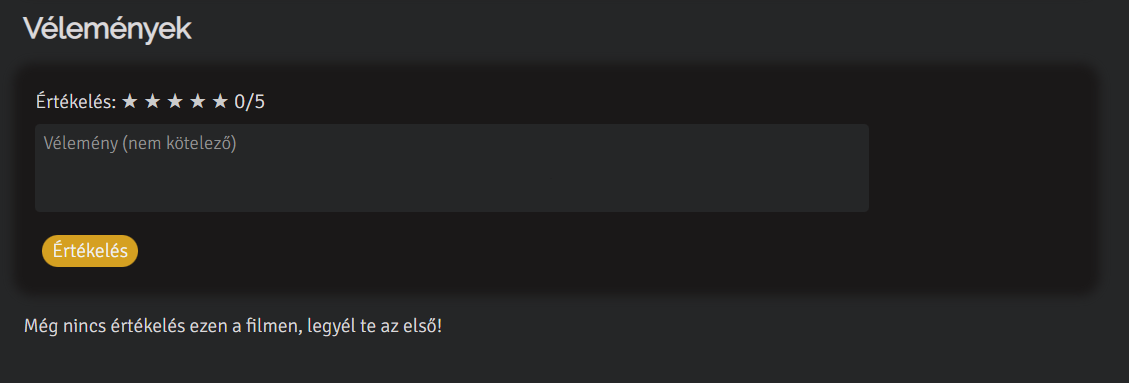 Vélemények
Értékelés: ★ ★ ★ ★ ★ 0/5
Vélemény (nem kötelező)
Értékelés
Még nincs értékelés ezen a filmen, legyél te az első!